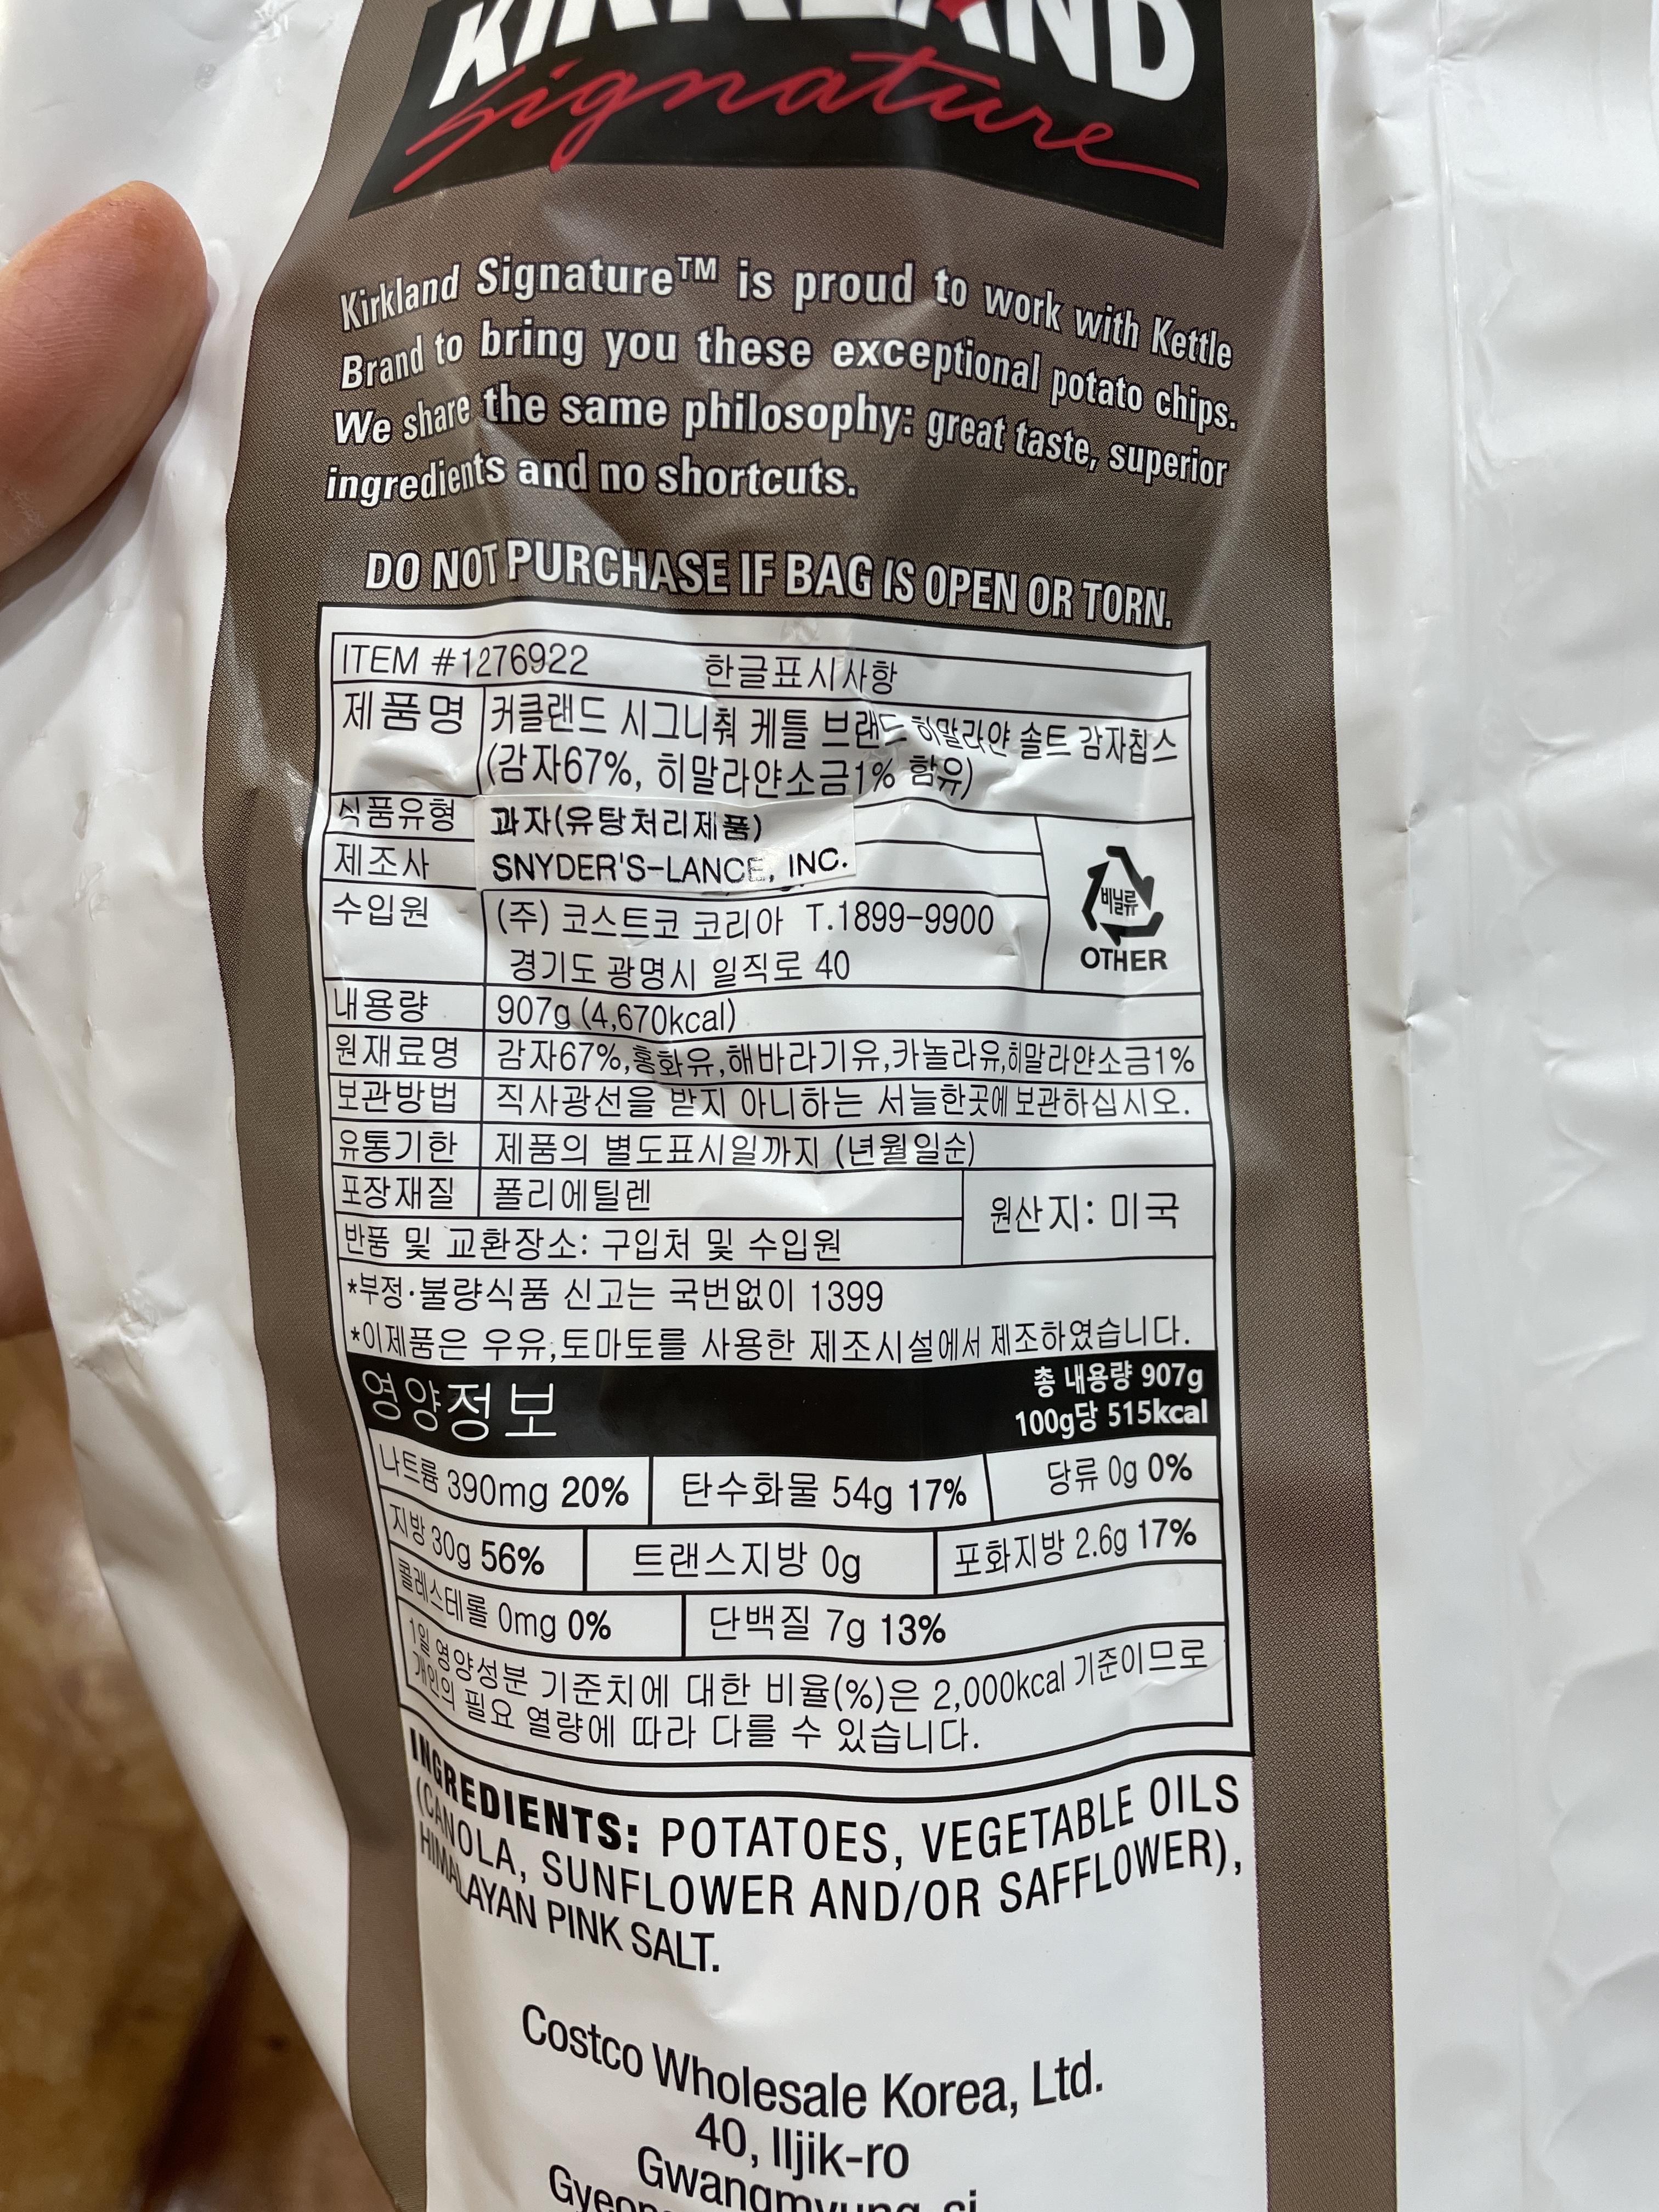 KIRKLAND
Signature
Kirkland Signature™ is proud to work with Kettle
Brand to bring you these exceptional potato chips.
We share the same philosophy: great taste, superior
ingredients and no shortcuts.
DO NOT PURCHASE IF BAG IS OPEN OR TORN.
ITEM #1276922 한글표시사항
제품명 커클랜드 시그니춰 케틀 브랜드 히말라얀 솔트 감자칩스
(감자67%, 히말라얀소금1% 함유)
식품유형 과자(유탕처리제품)
제조사 SNYDER'S-LANCE, INC.
수입원 (주) 코스트코 코리아 T.1899-9900
경기도 광명시 일직로 40
비닐류
OTHER
내용량 907g (4,670kcal)
원재료명 감자67%,홍화유,해바라기유,카놀라유,히말라얀소금1%
보관방법 직사광선을 받지 아니하는 서늘한곳에 보관하십시오.
유통기한 제품의 별도표시일까지 (년월일순)
포장재질 폴리에틸렌
원산지: 미국
반품 및 교환장소: 구입처 및 수입원
*부정·불량식품 신고는 국번없이 1399
*이제품은 우유,토마토를 사용한 제조시설에서 제조하였습니다.
영양정보
총 내용량 907g
100g당 515kcal
나트륨 390mg 20% 탄수화물 54g 17% 당류 0g 0%
지방 30g 56% 트랜스지방 0g 포화지방 2.6g 17%
콜레스테롤 0mg 0% 단백질 7g 13%
1일 영양성분 기준치에 대한 비율(%)은 2,000kcal 기준이므로
개인의 필요 열량에 따라 다를 수 있습니다.
INGREDIENTS: POTATOES, VEGETABLE OILS
(CANOLA, SUNFLOWER AND/OR SAFFLOWER),
HIMALAYAN PINK SALT.
Costco Wholesale Korea, Ltd.
40, Iljik-ro
Gwangmyung-si